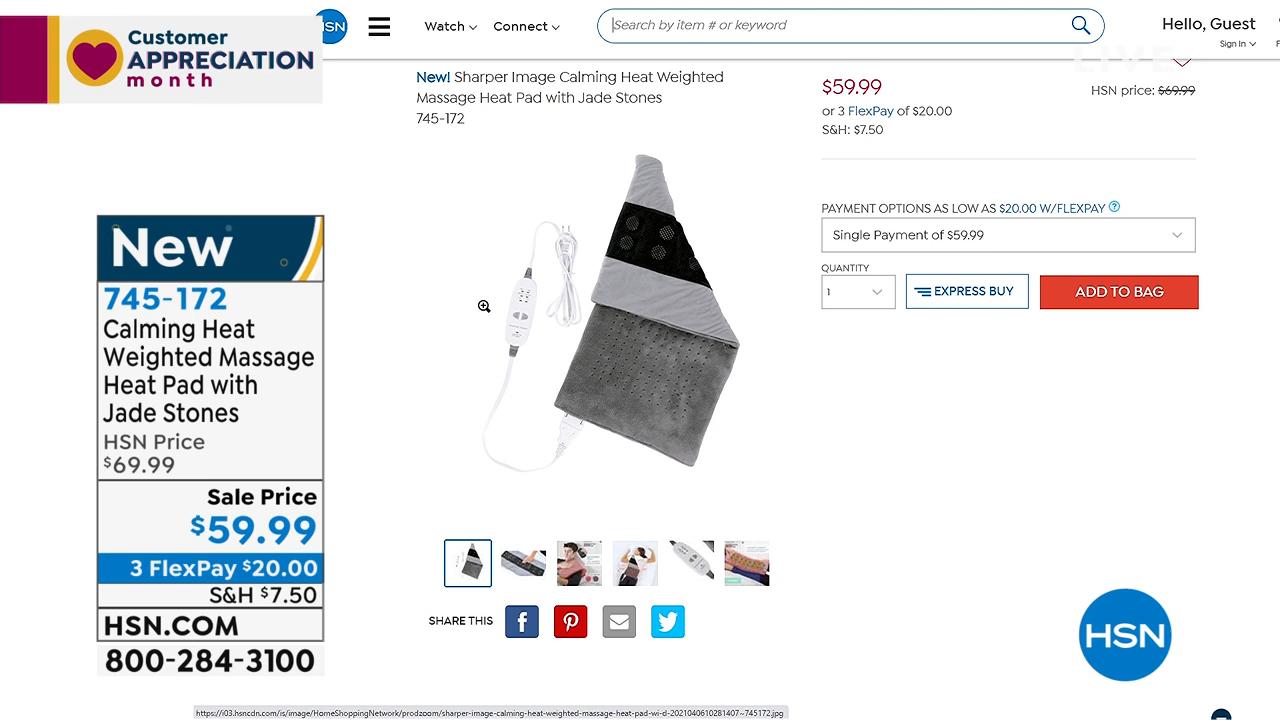 Customer
APPRECIATION
month
HSN
Watch
Connect
Search by item # or keyword
Hello, Guest
Sign In
LIVE
New! Sharper Image Calming Heat Weighted
Massage Heat Pad with Jade Stones
745-172
$59.99
HSN price: $69.99
or 3 FlexPay of $20.00
S&H: $7.50
PAYMENT OPTIONS AS LOW AS $20.00 W/FLEXPAY ?
Single Payment of $59.99
QUANTITY
1
EXPRESS BUY
ADD TO BAG
New
745-172
Calming Heat
Weighted Massage
Heat Pad with
Jade Stones
HSN Price
$69.99
Sale Price
$59.99
3 FlexPay $20.00
S&H $7.50
HSN.COM
800-284-3100
SHARE THIS
HSN
https://i03.hsncdn.com/is/image/HomeShoppingNetwork/prodzoom/sharper-image-calming-heat-weighted-massage-heat-pad-wi-d-2021040610281407~745172.jpg